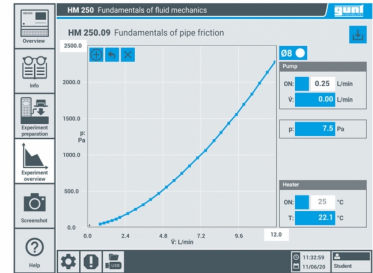 HM 250 Fundamentals of fluid mechanics
gunt
Overview
Info
Experiment
preparation
Experiment
overview
Screenshot
Help
HM 250.09 Fundamentals of pipe friction
2500.0
2000.0
1500.0
1000.0
500.0
0.0
p:
Pa
0.0 2.4 4.8 7.2 9.6 12.0
V̇: L/min
Ø8
Pump
ON: 0.25 L/min
V̇: 0.00 L/min
p: 7.5 Pa
Heater
ON: 25 °C
T: 22.1 °C
11:32:59
11/06/20 Student